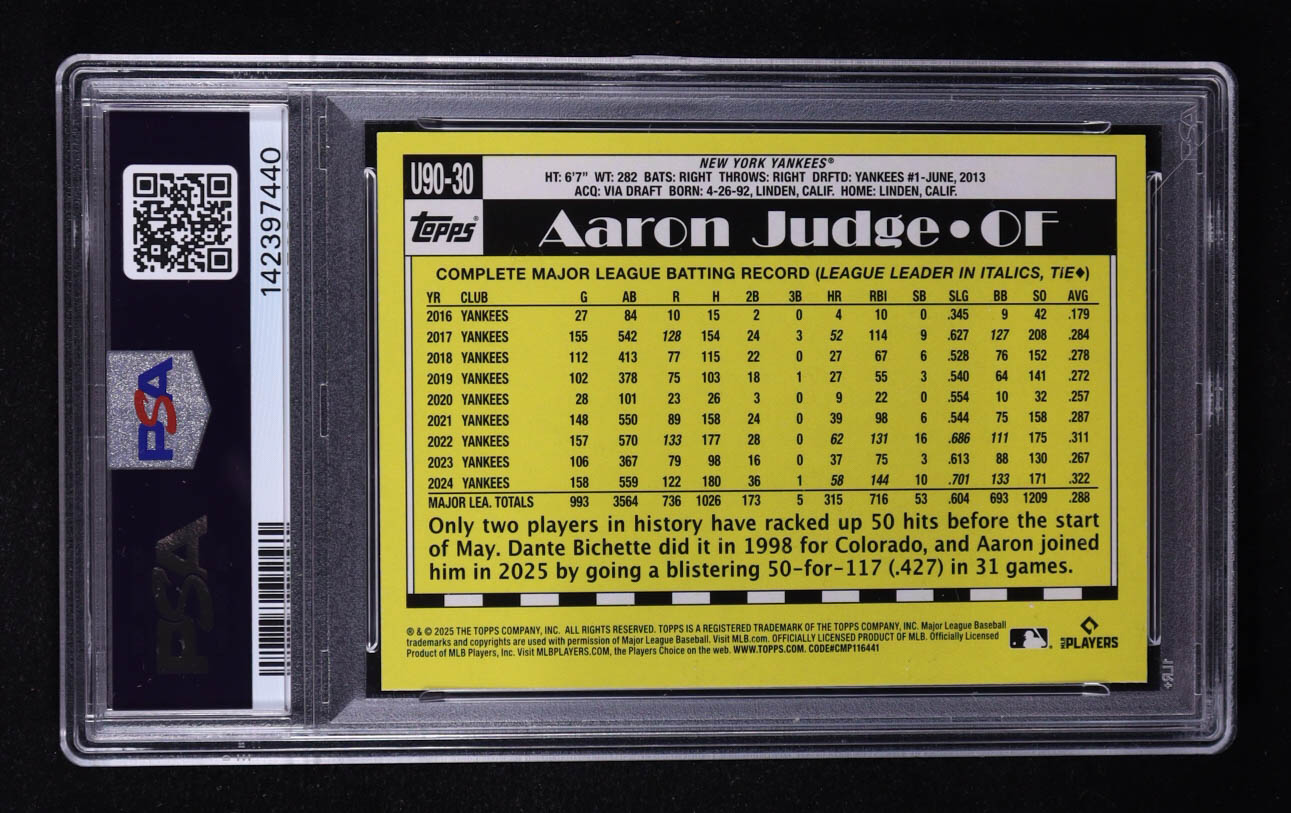 142397440
PSA
PSA
U90-30
NEW YORK YANKEES®
HT: 6'7" WT: 282 BATS: RIGHT THROWS: RIGHT DRFTD: YANKEES #1-JUNE, 2013
ACQ: VIA DRAFT BORN: 4-26-92, LINDEN, CALIF. HOME: LINDEN, CALIF.
Topps® Aaron Judge • OF
COMPLETE MAJOR LEAGUE BATTING RECORD (LEAGUE LEADER IN ITALICS, TIE♦)
YR CLUB G AB R H 2B 3B HR RBI SB SLG BB SO AVG
2016 YANKEES 27 84 10 15 2 0 4 10 0 .345 9 42 .179
2017 YANKEES 155 542 128 154 24 3 52 114 9 .627 127 208 .284
2018 YANKEES 112 413 77 115 22 0 27 67 6 .528 76 152 .278
2019 YANKEES 102 378 75 103 18 1 27 55 3 .540 64 141 .272
2020 YANKEES 28 101 23 26 3 0 9 22 0 .554 10 32 .257
2021 YANKEES 148 550 89 158 24 0 39 98 6 .544 75 158 .287
2022 YANKEES 157 570 133 177 28 0 62 131 16 .686 111 175 .311
2023 YANKEES 106 367 79 98 16 0 37 75 3 .613 88 130 .267
2024 YANKEES 158 559 122 180 36 1 58 144 10 .701 133 171 .322
MAJOR LEA. TOTALS 993 3564 736 1026 173 5 315 716 53 .604 693 1209 .288
Only two players in history have racked up 50 hits before the start
of May. Dante Bichette did it in 1998 for Colorado, and Aaron joined
him in 2025 by going a blistering 50-for-117 (.427) in 31 games.
® & © 2025 THE TOPPS COMPANY, INC. ALL RIGHTS RESERVED. TOPPS IS A REGISTERED TRADEMARK OF THE TOPPS COMPANY, INC. Major League Baseball
trademarks and copyrights are used with permission of Major League Baseball. Visit MLB.com. OFFICIALLY LICENSED PRODUCT OF MLB. Officially Licensed
Product of MLB Players, Inc. Visit MLBPLAYERS.COM, the Players Choice on the web. WWW.TOPPS.COM. CODE#CMP116441
MLB PLAYERS